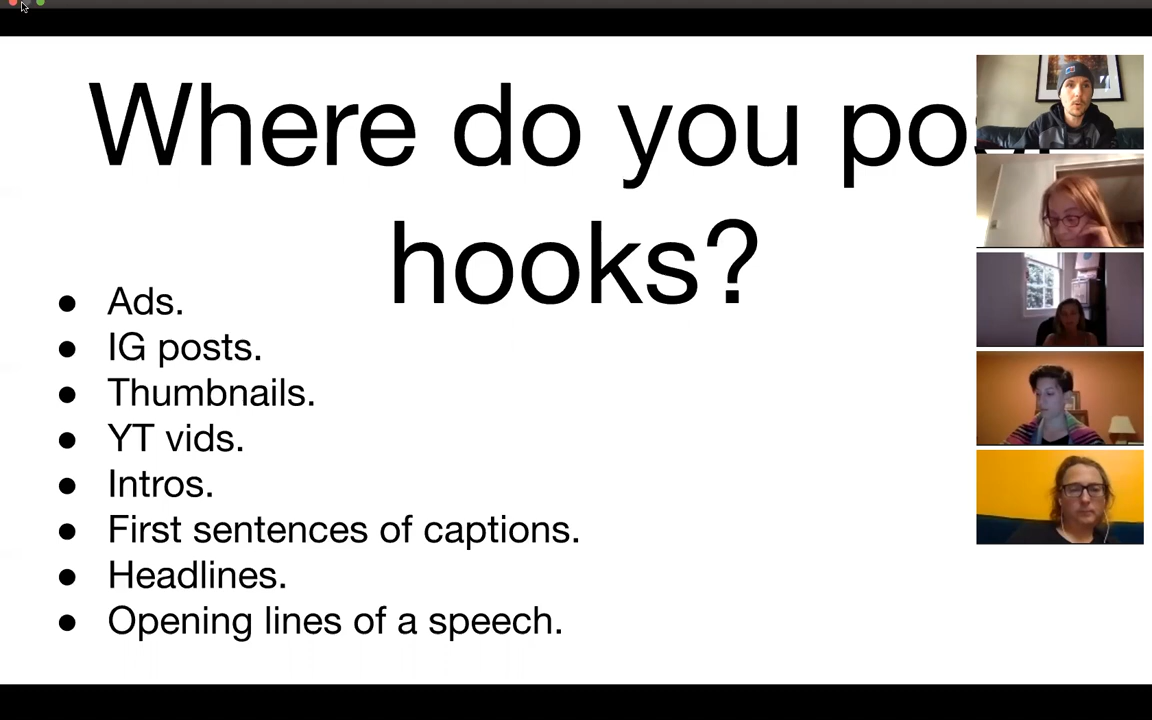 Where do you
hooks?
● Ads.
● IG posts.
● Thumbnails.
● YT vids.
● Intros.
● First sentences of captions.
● Headlines.
● Opening lines of a speech.